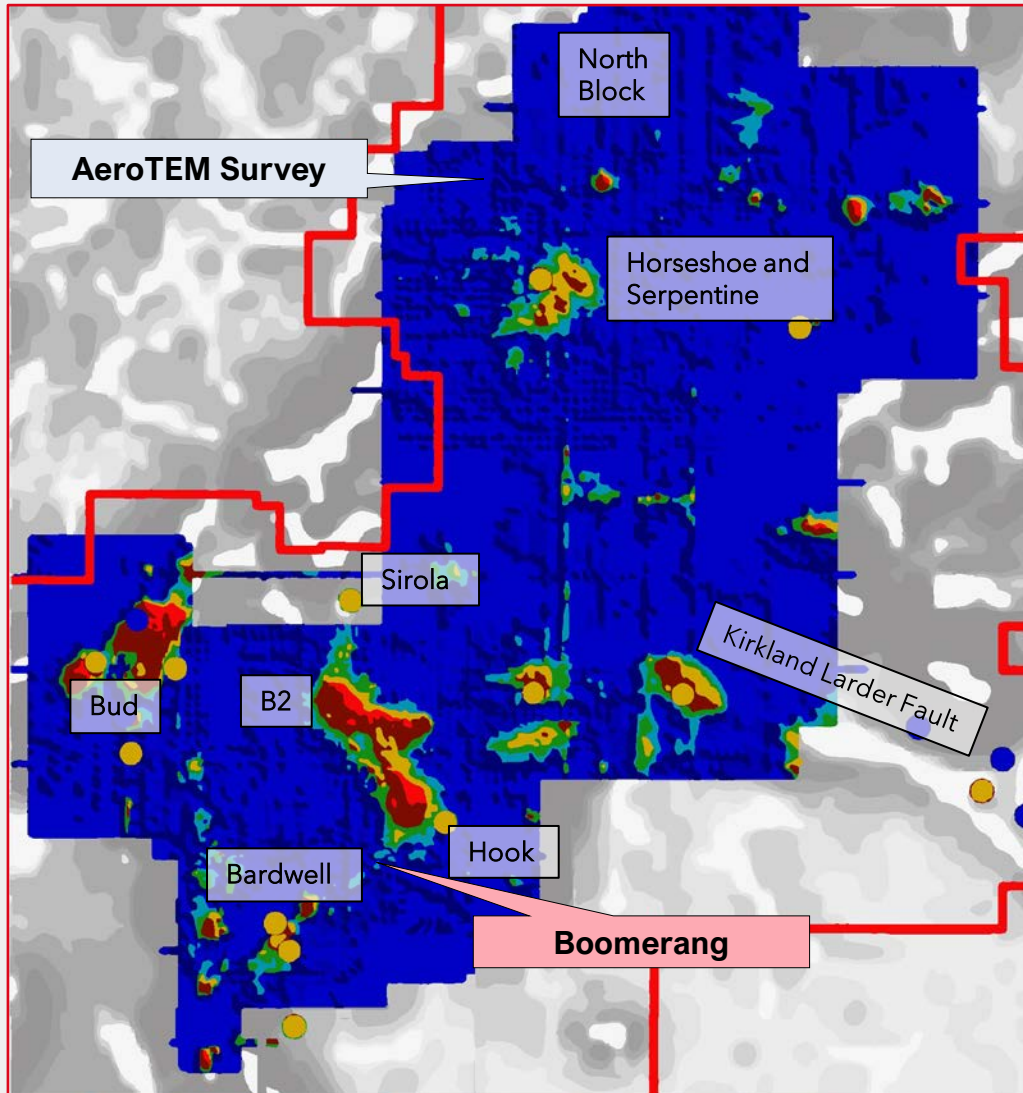 North
Block
AeroTEM Survey
Horseshoe and
Serpentine
Sirola
Kirkland Larder Fault
Bud
B2
Hook
Bardwell
Boomerang